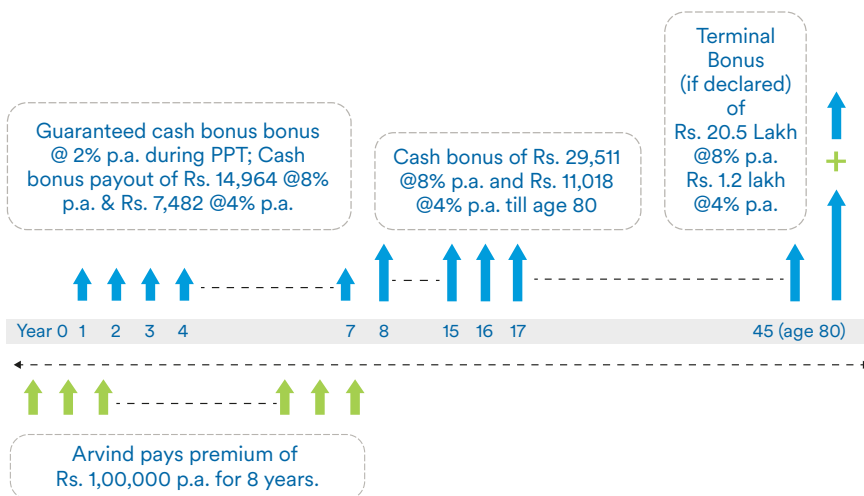 Terminal
Bonus
(if declared)
of
Rs. 20.5 Lakh
@8% p.a.
Rs. 1.2 lakh
@4% p.a.
Guaranteed cash bonus bonus
@ 2% p.a. during PPT; Cash
bonus payout of Rs. 14,964 @8%
p.a. & Rs. 7,482 @4% p.a.
Cash bonus of Rs. 29,511
@8% p.a. and Rs. 11,018
@4% p.a. till age 80
+
Year 0 1 2 3 4 7 8 15 16 17 45 (age 80)
Arvind pays premium of
Rs. 1,00,000 p.a. for 8 years.